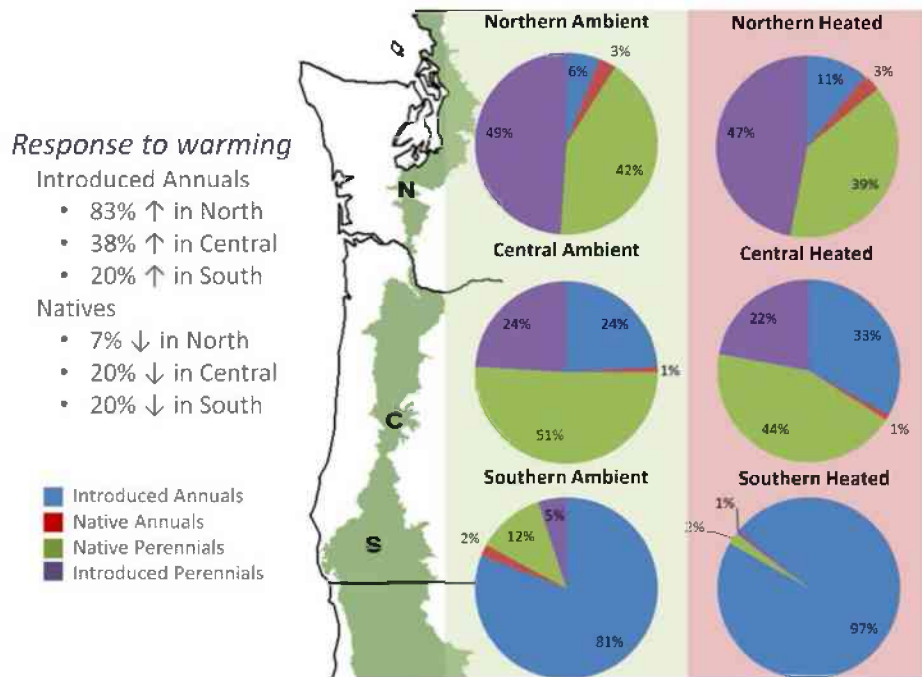 Response to warming
Introduced Annuals
• 83% ↑ in North
• 38% ↑ in Central
• 20% ↑ in South
Natives
• 7% ↓ in North
• 20% ↓ in Central
• 20% ↓ in South
Introduced Annuals
Native Annuals
Native Perennials
Introduced Perennials
N
C
S
Northern Ambient
6%
3%
42%
49%
Northern Heated
11%
3%
39%
47%
Central Ambient
24%
1%
51%
24%
Central Heated
33%
1%
44%
22%
Southern Ambient
5%
12%
2%
81%
Southern Heated
1%
2%
97%